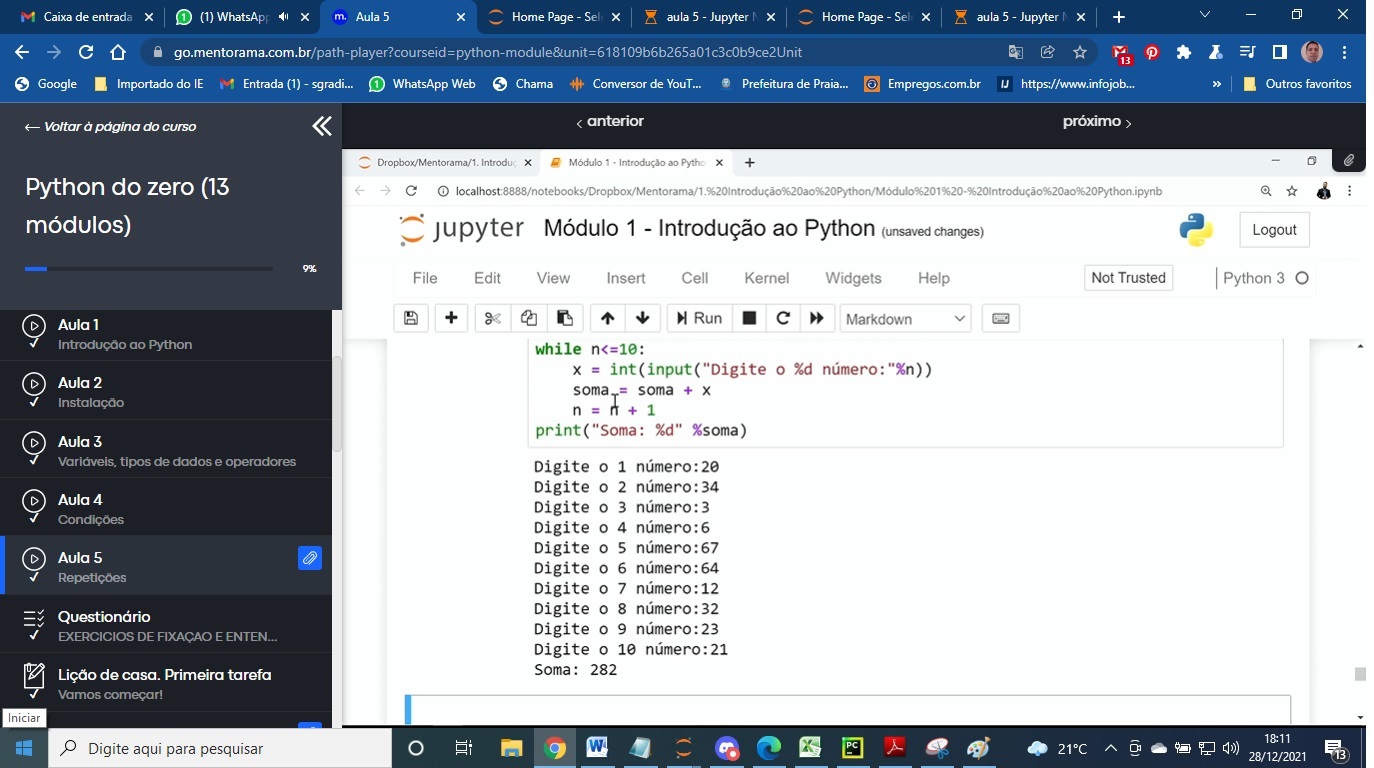 Caixa de entrada
(1) WhatsApp
m. Aula 5
Home Page - Sel
aula 5 - Jupyter N
Home Page - Sel
aula 5 - Jupyter N
go.mentorama.com.br/path-player?courseid=python-module&unit=618109b6b265a01c3c0b9ce2Unit
13
Google
Importado do IE
Entrada (1) - sgradi...
WhatsApp Web
Chama
Conversor de YouT...
Prefeitura de Praia...
Empregos.com.br
https://www.infojob...
»
Outros favoritos
← Voltar à página do curso
Python do zero (13
módulos)
9%
Aula 1
Introdução ao Python
Aula 2
Instalação
Aula 3
Variáveis, tipos de dados e operadores
Aula 4
Condições
Aula 5
Repetições
Questionário
EXERCICIOS DE FIXAÇAO E ENTEN...
Lição de casa. Primeira tarefa
Vamos começar!
Iniciar
‹ anterior
próximo ›
Dropbox/Mentorama/1. Introduç
Módulo 1 - Introdução ao Pytho
localhost:8888/notebooks/Dropbox/Mentorama/1.%20Introdução%20ao%20Python/Módulo%201%20-%20Introdução%20ao%20Python.ipynb
jupyter Módulo 1 - Introdução ao Python (unsaved changes)
Logout
File Edit View Insert Cell Kernel Widgets Help
Not Trusted
Python 3
Run
Markdown
while n<=10:
x = int(input("Digite o %d número:"%n))
soma = soma + x
n = n + 1
print("Soma: %d" %soma)
Digite o 1 número:20
Digite o 2 número:34
Digite o 3 número:3
Digite o 4 número:6
Digite o 5 número:67
Digite o 6 número:64
Digite o 7 número:12
Digite o 8 número:32
Digite o 9 número:23
Digite o 10 número:21
Soma: 282
Digite aqui para pesquisar
21°C
18:11
28/12/2021
13